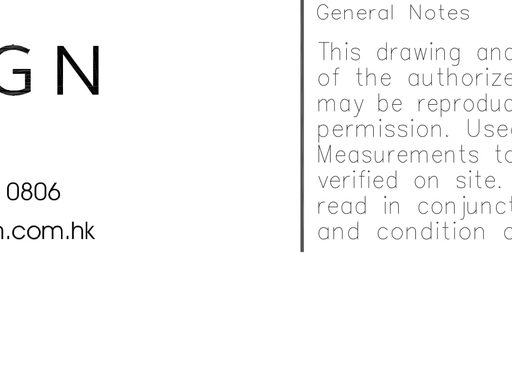 GN
0806
n.com.hk
General Notes
This drawing and
of the authorize
may be reproduc
permission. Used
Measurements to
verified on site.
read in conjunct
and condition o